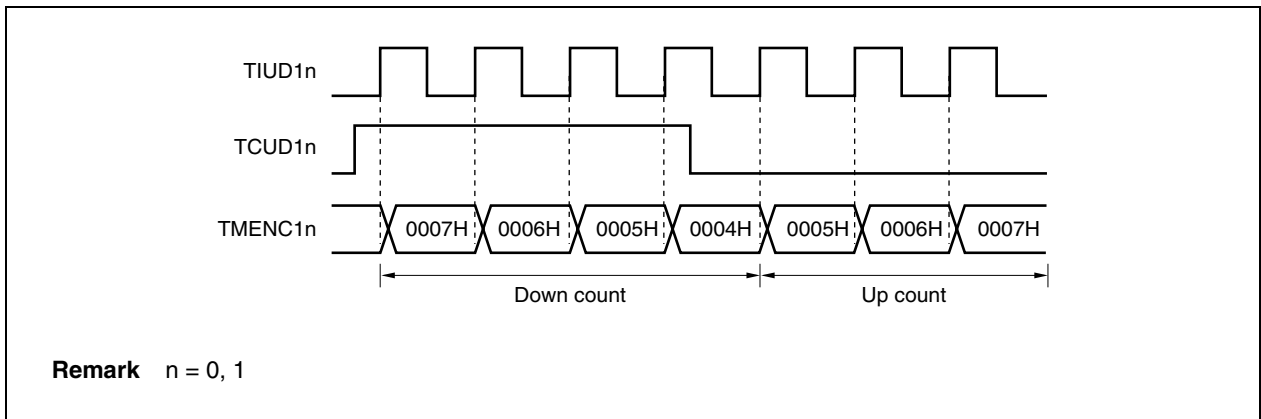 TIUD1n
TCUD1n
TMENC1n 0007H 0006H 0005H 0004H 0005H 0006H 0007H
Down count Up count
Remark n = 0, 1